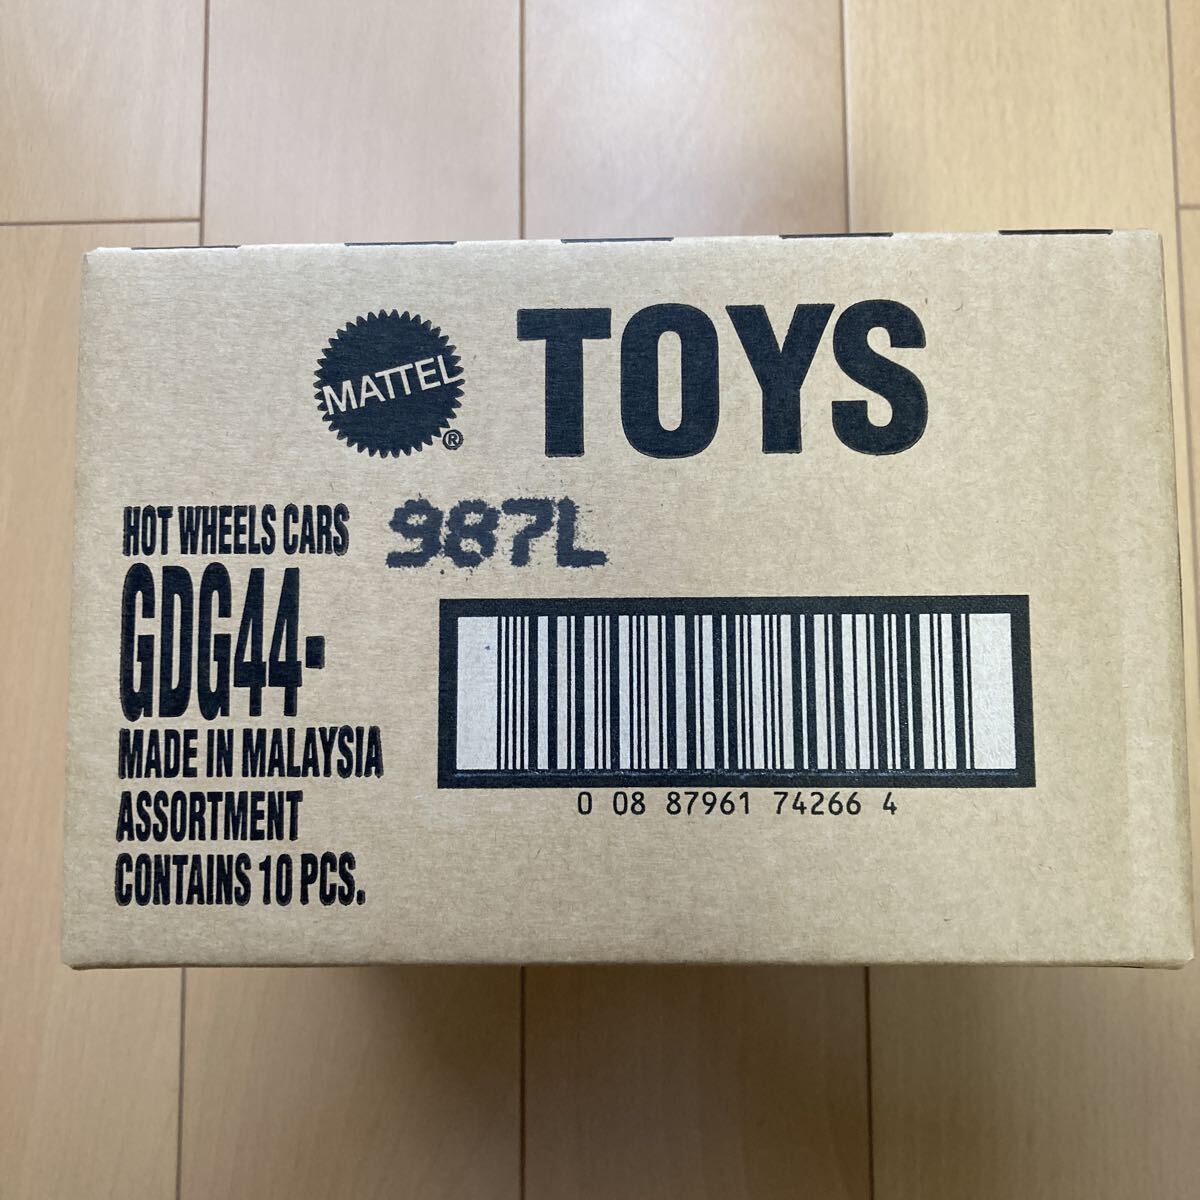 MATTEL ® TOYS
HOT WHEELS CARS 987L
GDG44-
MADE IN MALAYSIA
ASSORTMENT
CONTAINS 10 PCS.
0 08 87961 74266 4